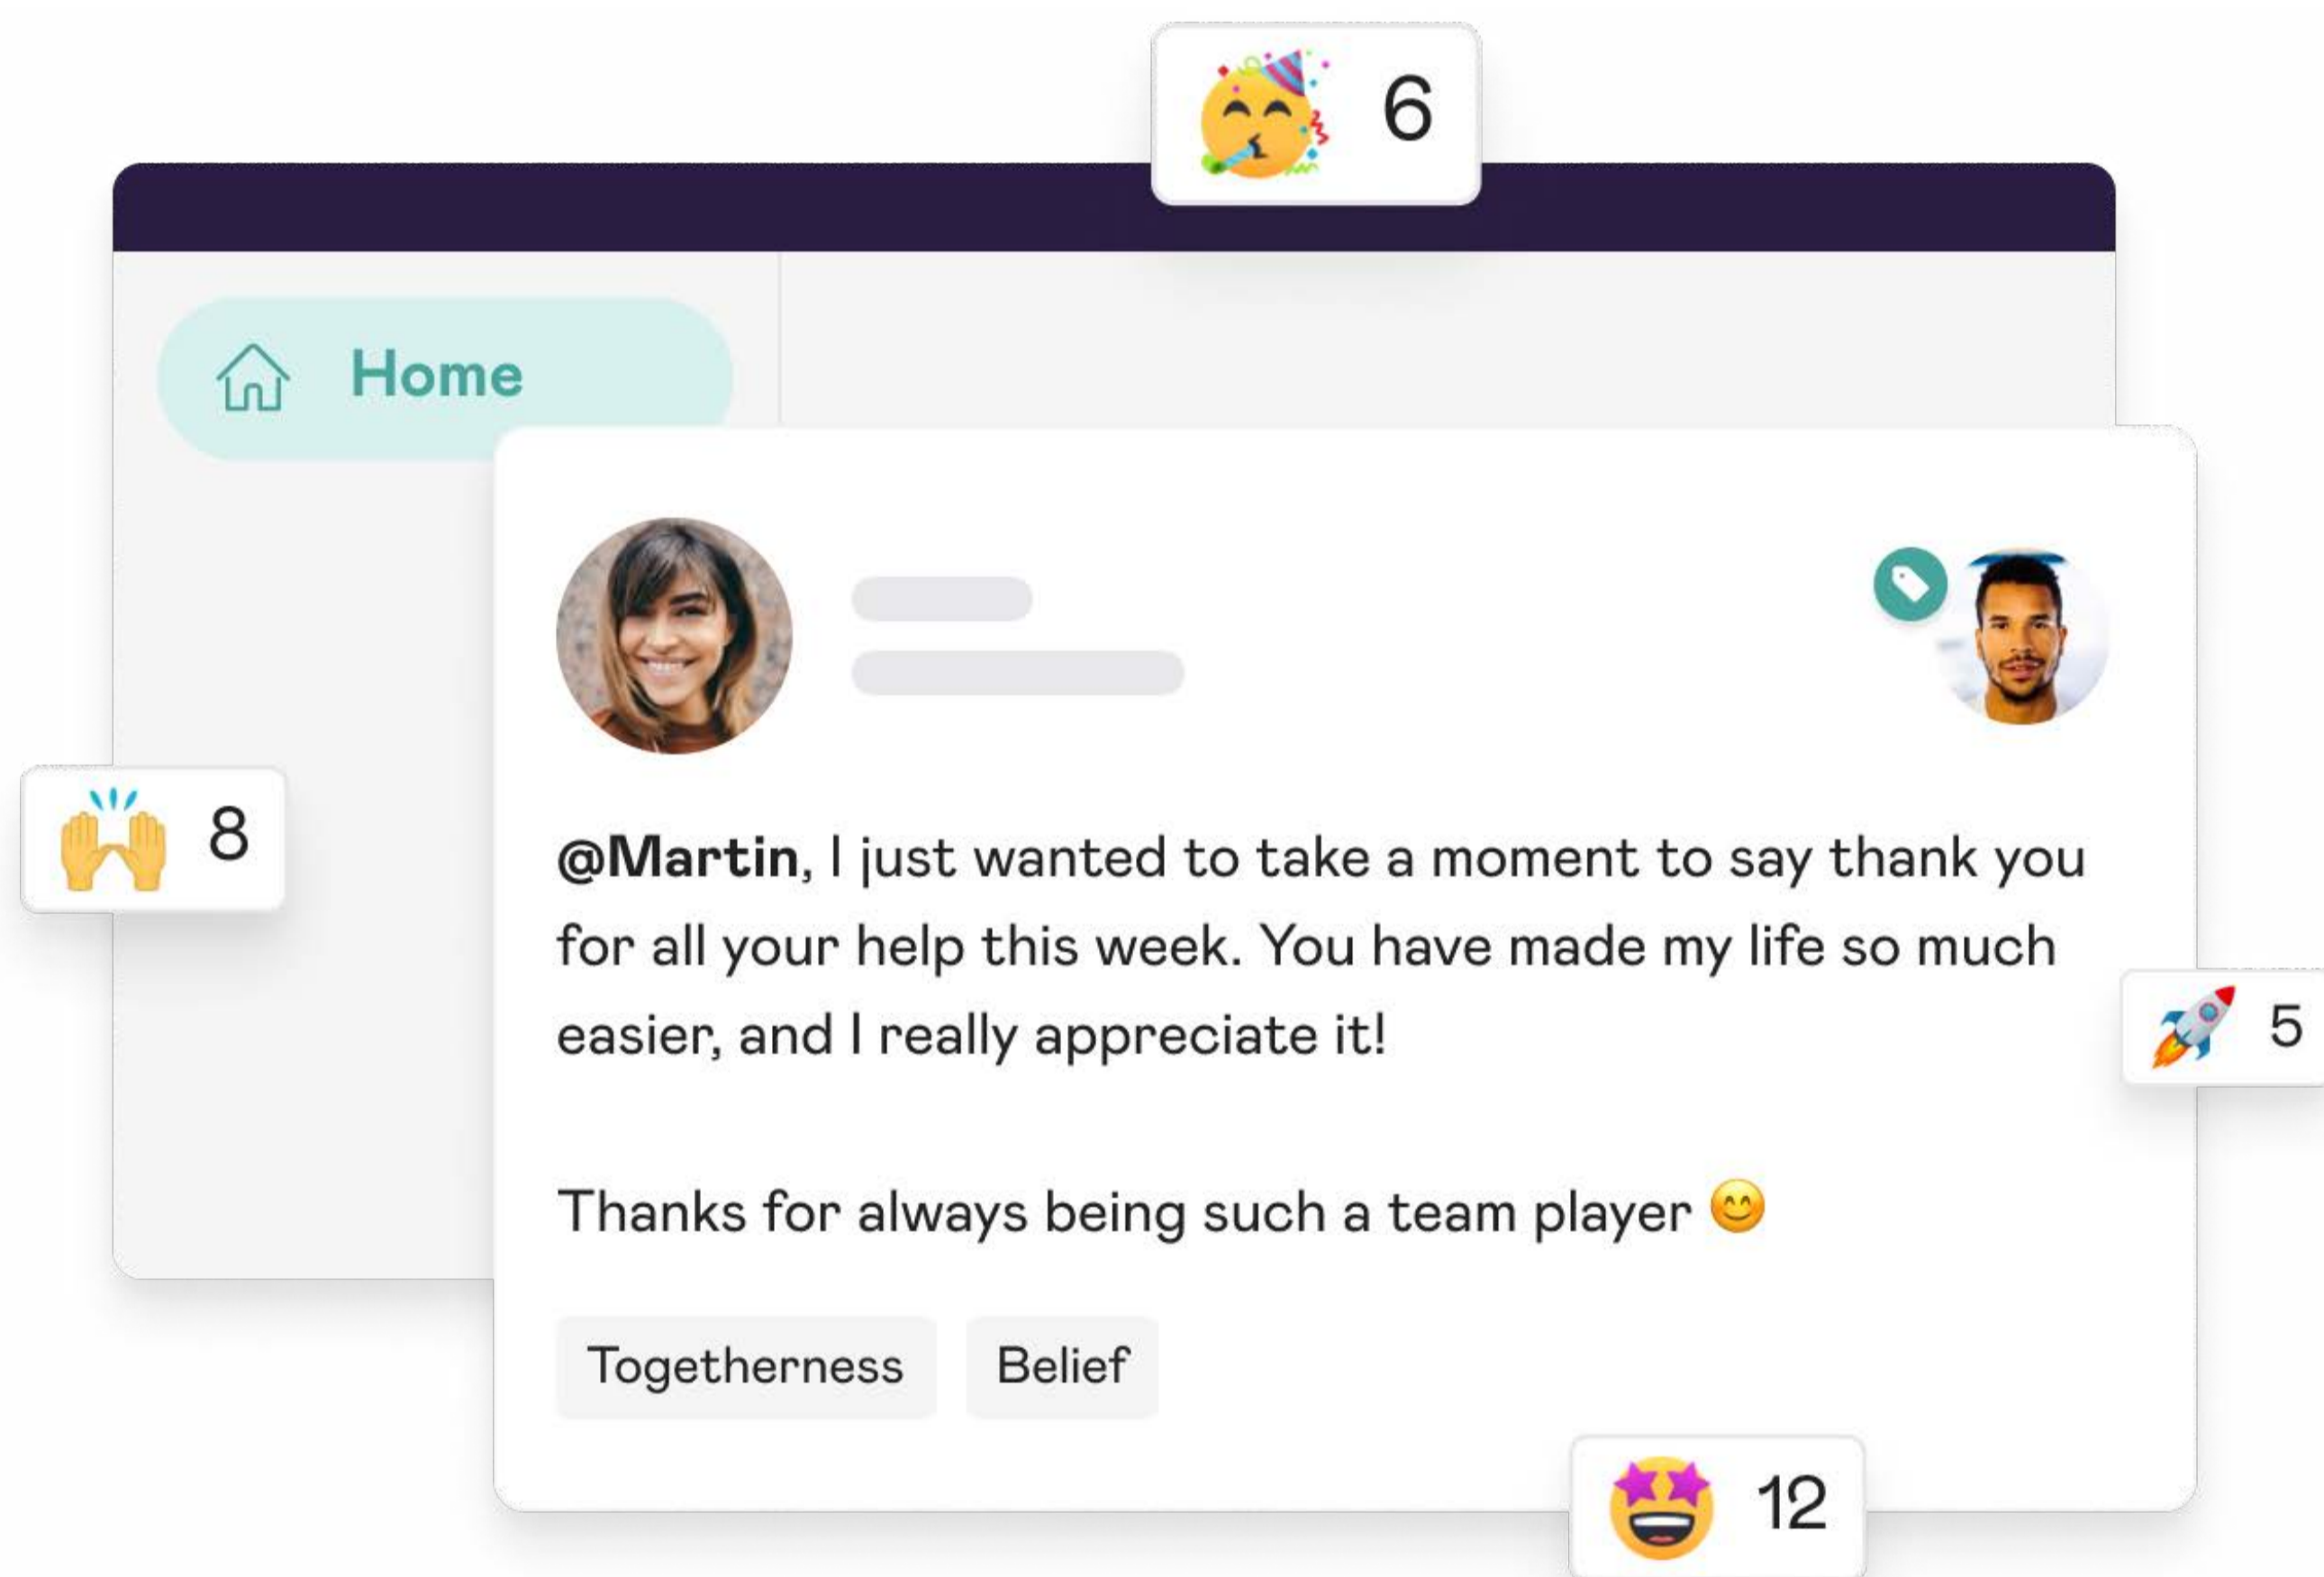 6
Home
8
@Martin, I just wanted to take a moment to say thank you
for all your help this week. You have made my life so much
easier, and I really appreciate it!
5
Thanks for always being such a team player 😊
Togetherness
Belief
12